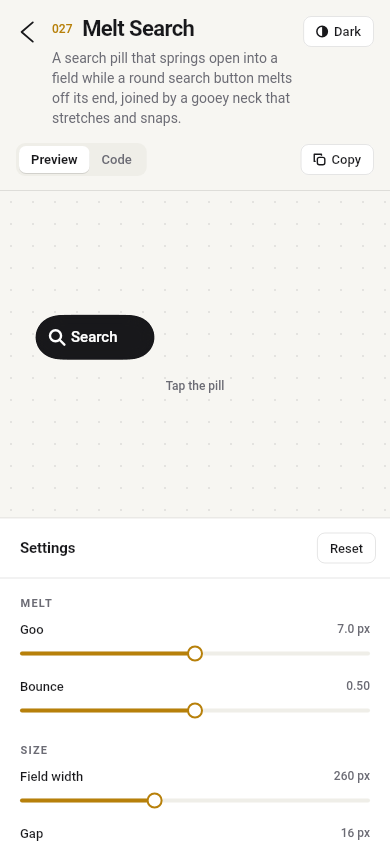 027 Melt Search
Dark
A search pill that springs open into a
field while a round search button melts
off its end, joined by a gooey neck that
stretches and snaps.
Preview Code
Copy
Search
Tap the pill
Settings
Reset
MELT
Goo 7.0 px
Bounce 0.50
SIZE
Field width 260 px
Gap 16 px